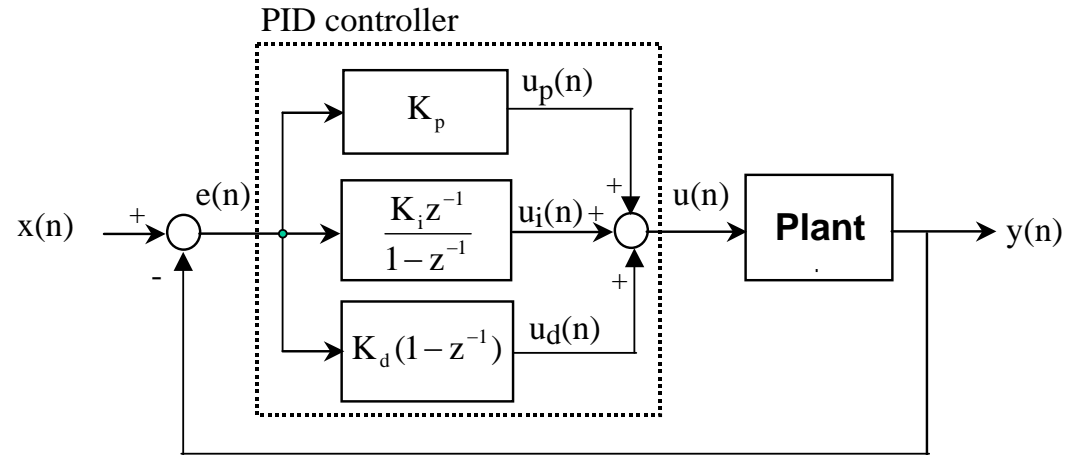 PID controller
K_p
u_p(n)
+
x(n)
+
e(n)
K_i z^{-1}
1 - z^{-1}
u_i(n) +
u(n)
Plant
y(n)
-
+
K_d (1 - z^{-1})
u_d(n)